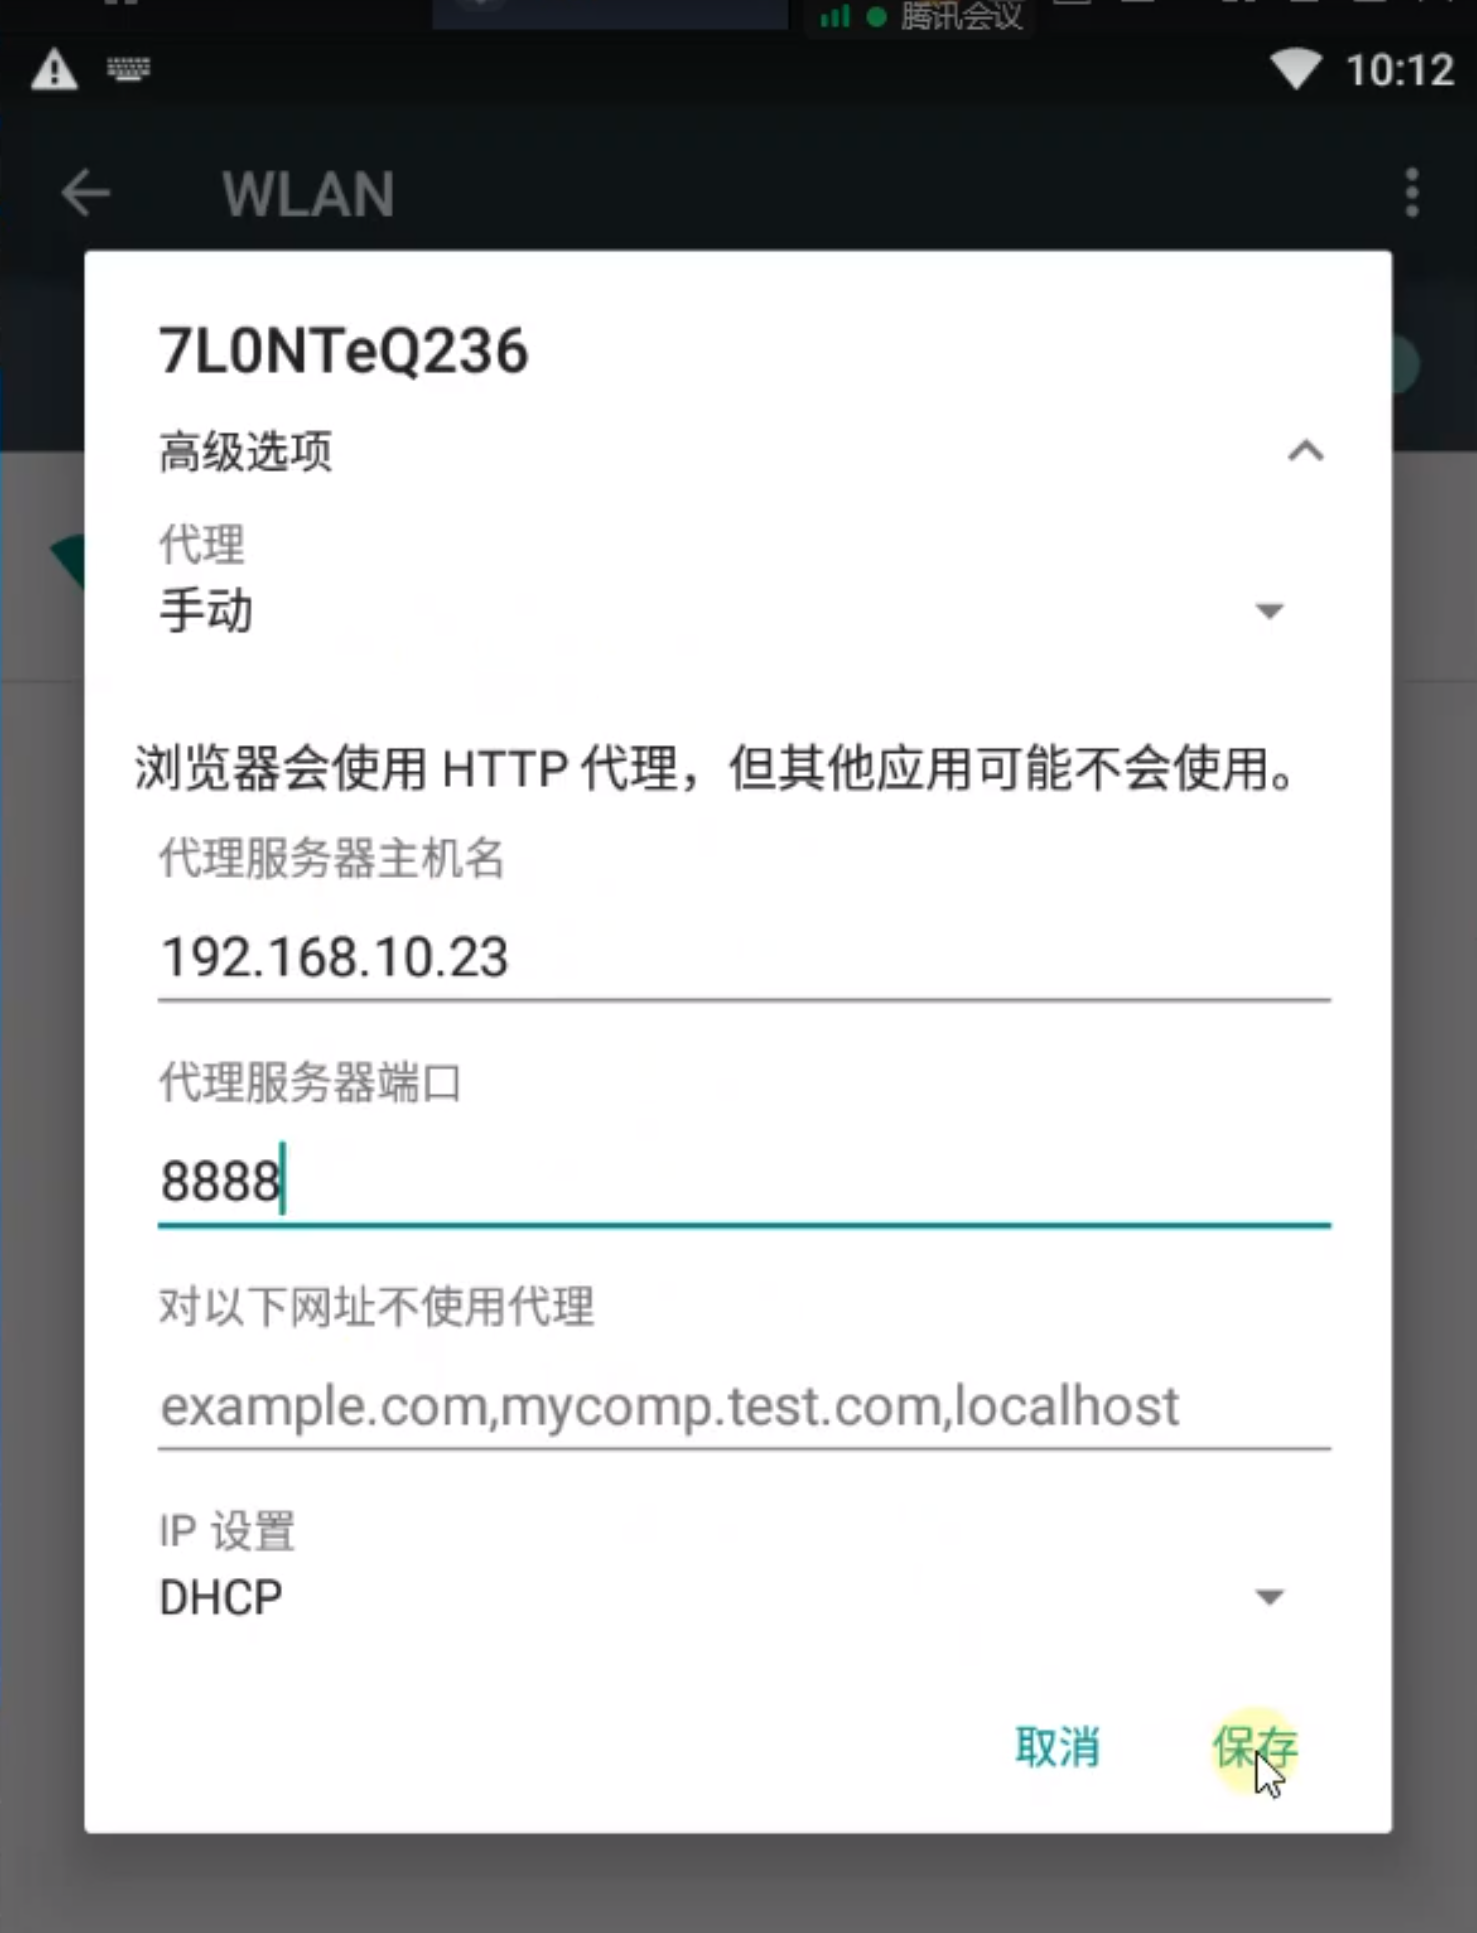 腾讯会议
10:12
WLAN
7L0NTeQ236
高级选项
代理
手动
浏览器会使用 HTTP 代理，但其他应用可能不会使用。
代理服务器主机名
192.168.10.23
代理服务器端口
8888
对以下网址不使用代理
example.com,mycomp.test.com,localhost
IP 设置
DHCP
取消 保存